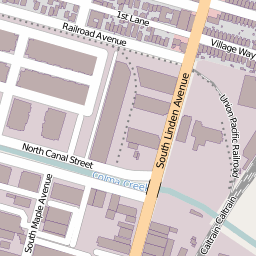 1st Lane
Railroad Avenue
Village Way
South Linden Avenue
Union Pacific Railroad
North Canal Street
Colma Creek
South Maple Avenue
Caltrain Caltrain